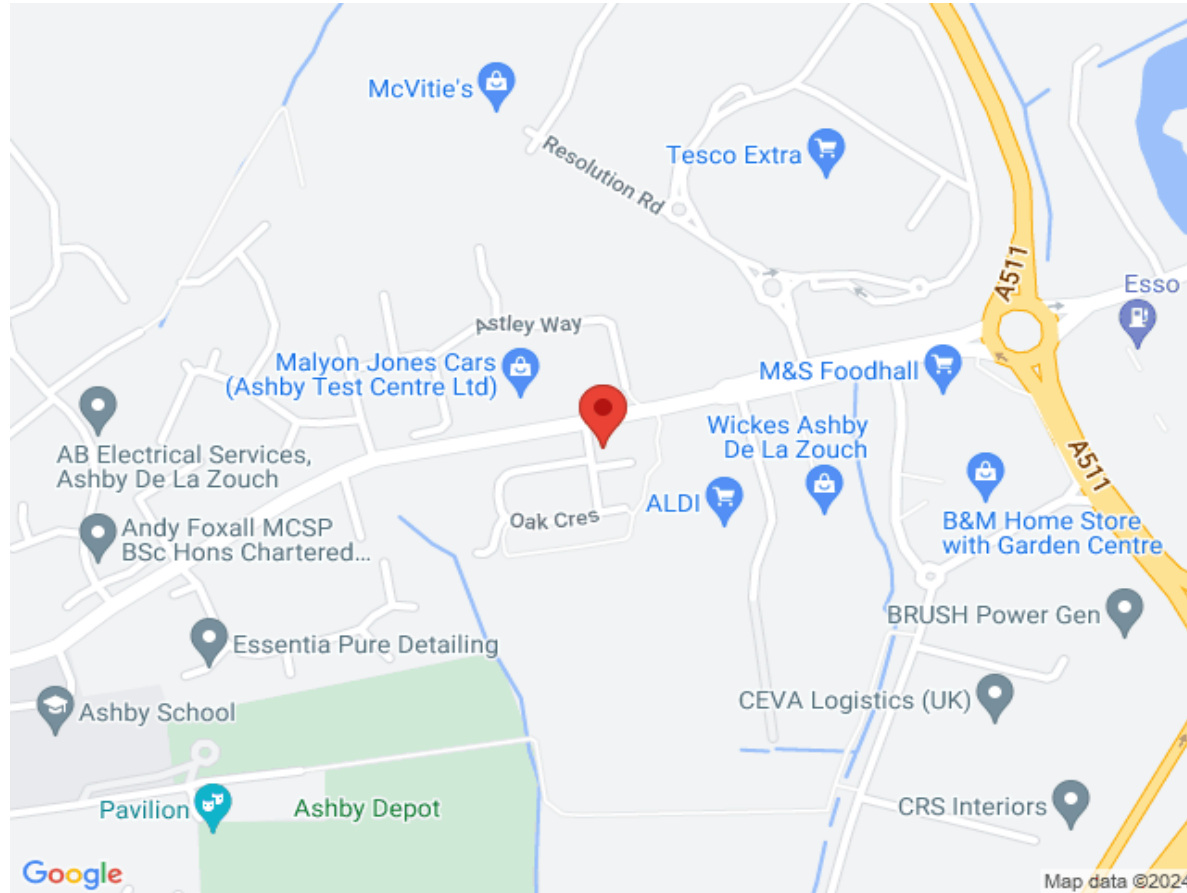 McVitie's
Resolution Rd
Tesco Extra
A511
Esso
Astley Way
Malyon Jones Cars
(Ashby Test Centre Ltd)
M&S Foodhall
AB Electrical Services,
Ashby De La Zouch
Wickes Ashby
De La Zouch
A511
ALDI
Oak Cres
Andy Foxall MCSP
BSc Hons Chartered...
B&M Home Store
with Garden Centre
BRUSH Power Gen
Essentia Pure Detailing
CEVA Logistics (UK)
Ashby School
Pavilion
Ashby Depot
CRS Interiors
Google
Map data ©2024